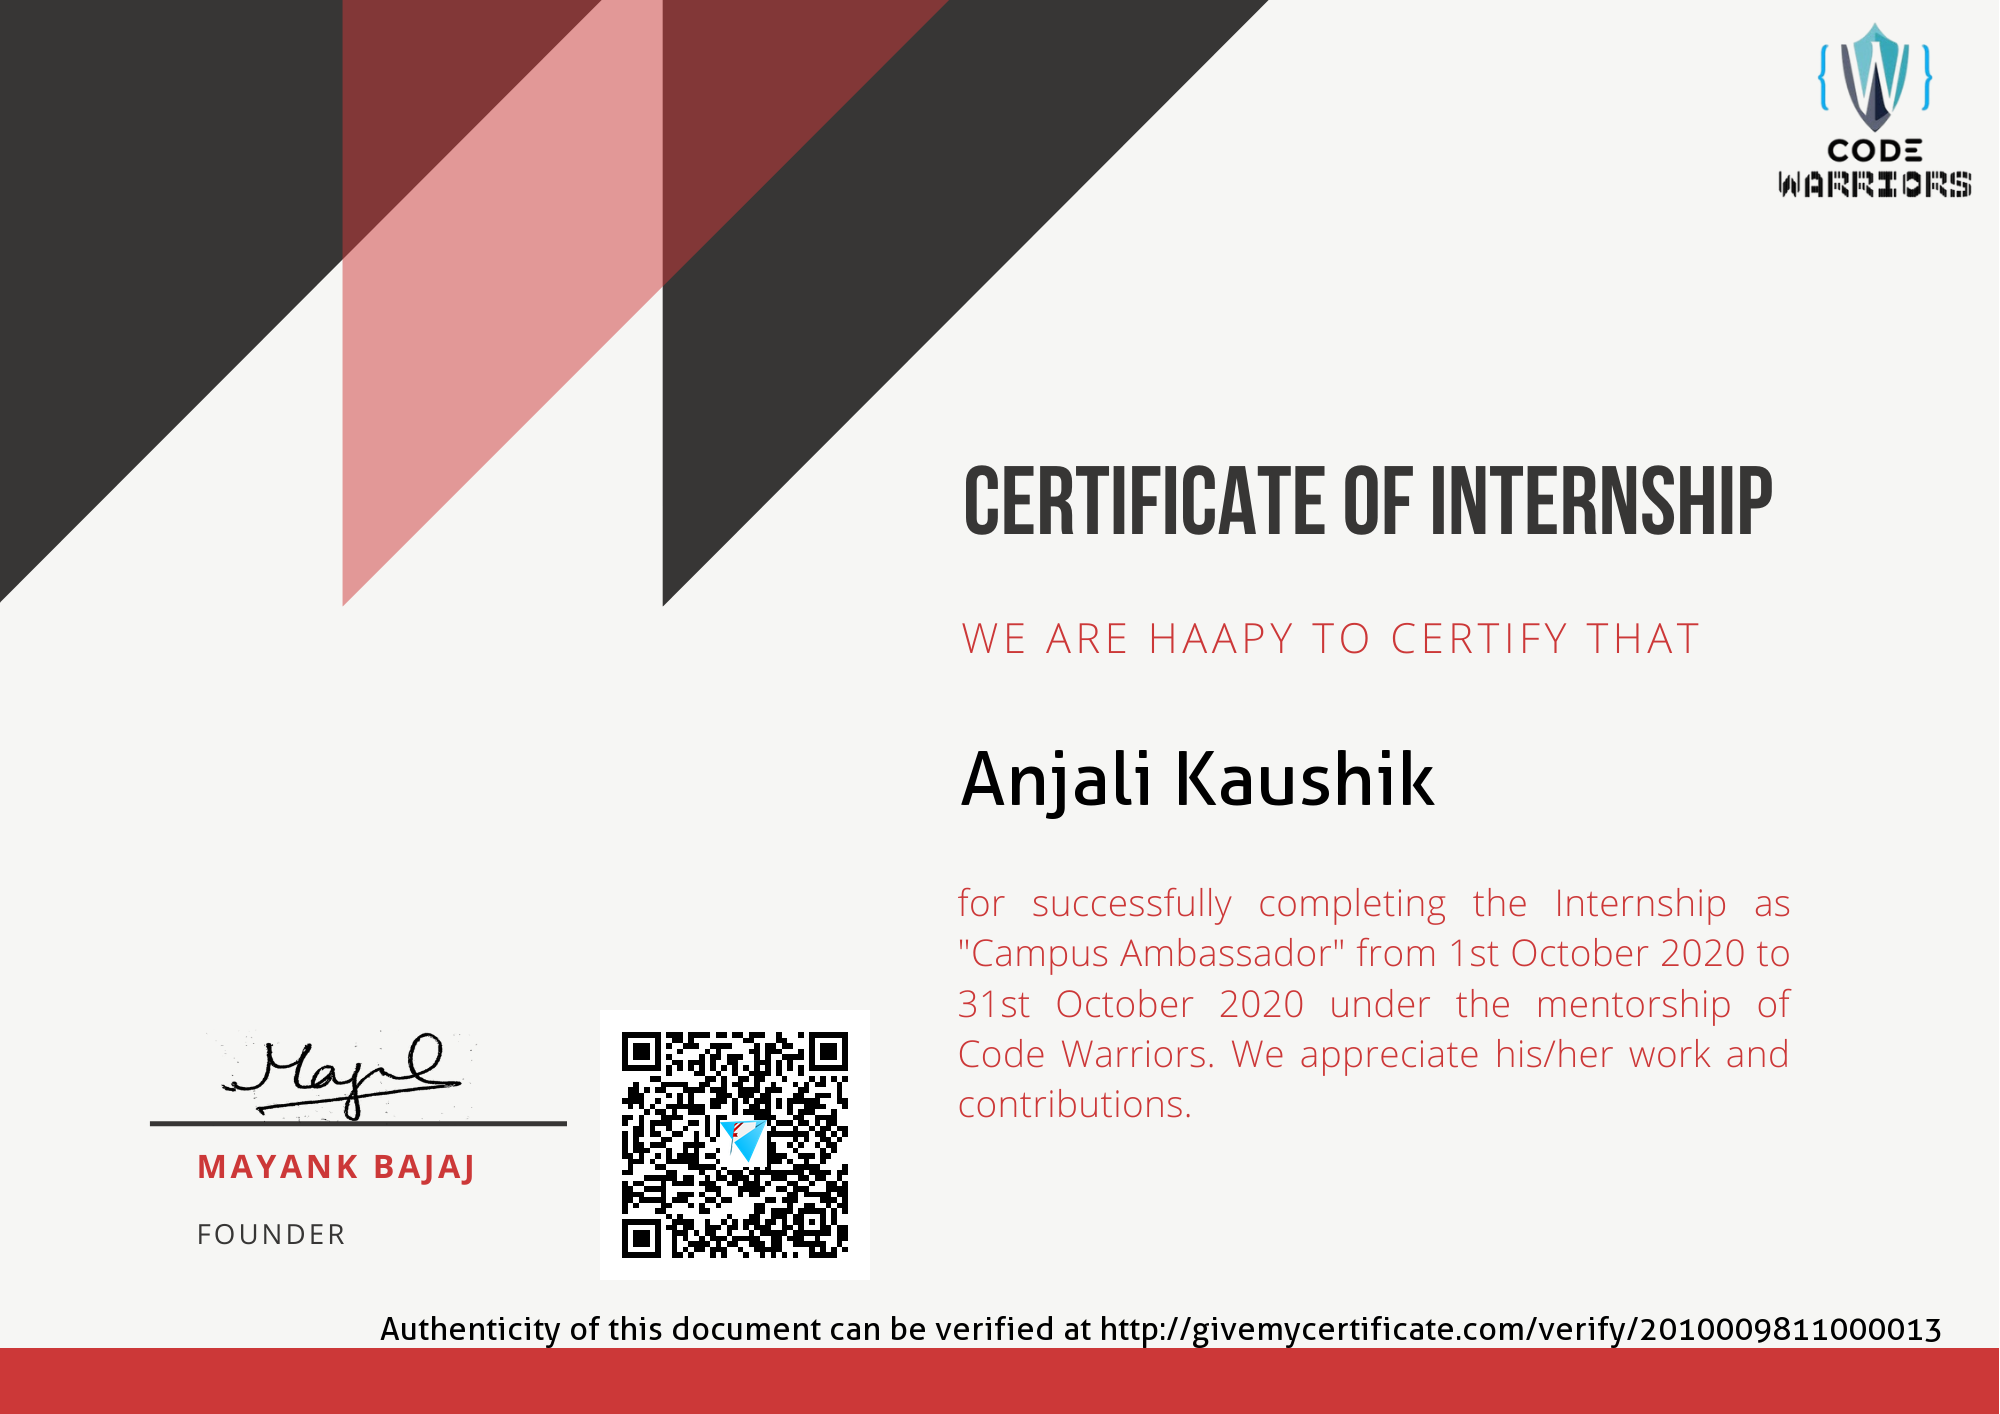 CODE
WARRIORS
CERTIFICATE OF INTERNSHIP
WE ARE HAAPY TO CERTIFY THAT
Anjali Kaushik
for successfully completing the Internship as
"Campus Ambassador" from 1st October 2020 to
31st October 2020 under the mentorship of
Code Warriors. We appreciate his/her work and
contributions.
MAYANK BAJAJ
FOUNDER
Authenticity of this document can be verified at http://givemycertificate.com/verify/2010009811000013